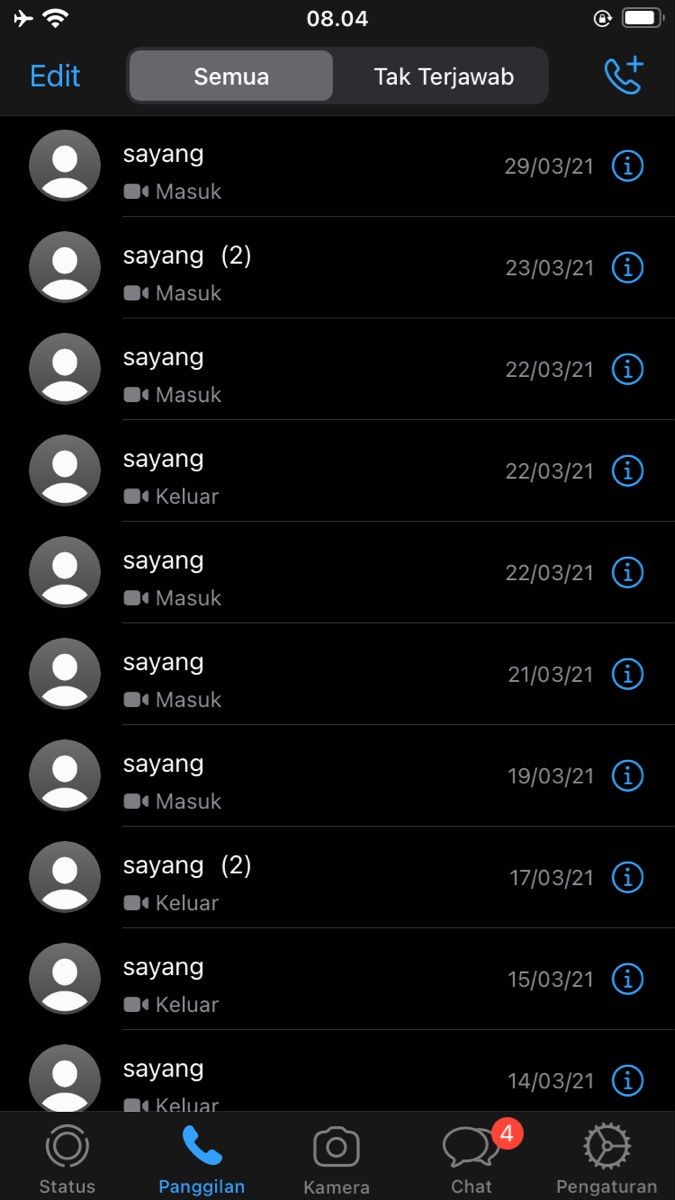 08.04
Edit Semua Tak Terjawab
sayang
Masuk 29/03/21
sayang (2)
Masuk 23/03/21
sayang
Masuk 22/03/21
sayang
Keluar 22/03/21
sayang
Masuk 22/03/21
sayang
Masuk 21/03/21
sayang
Masuk 19/03/21
sayang (2)
Keluar 17/03/21
sayang
Keluar 15/03/21
sayang
Keluar 14/03/21
4
Status Panggilan Kamera Chat Pengaturan